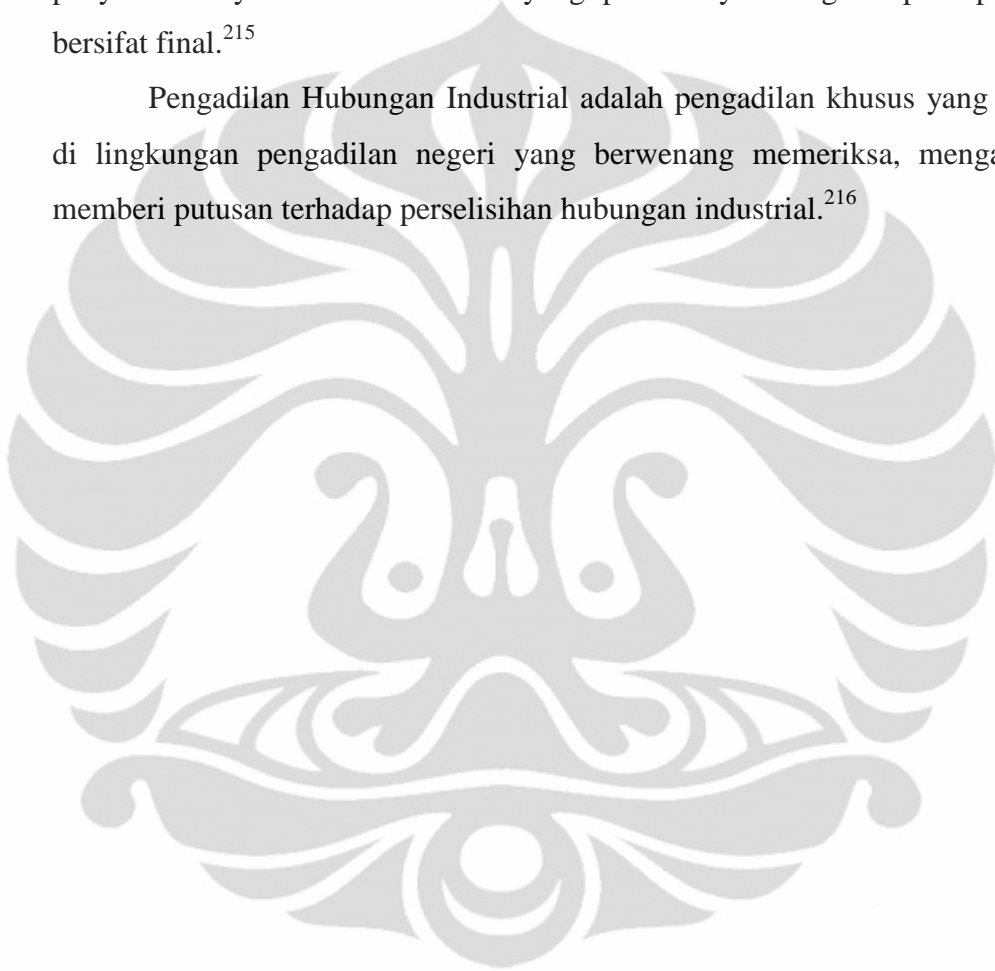 bersifat final.215
Pengadilan Hubungan Industrial adalah pengadilan khusus yang
di lingkungan pengadilan negeri yang berwenang memeriksa,
memberi putusan terhadap perselisihan hubungan industrial.216